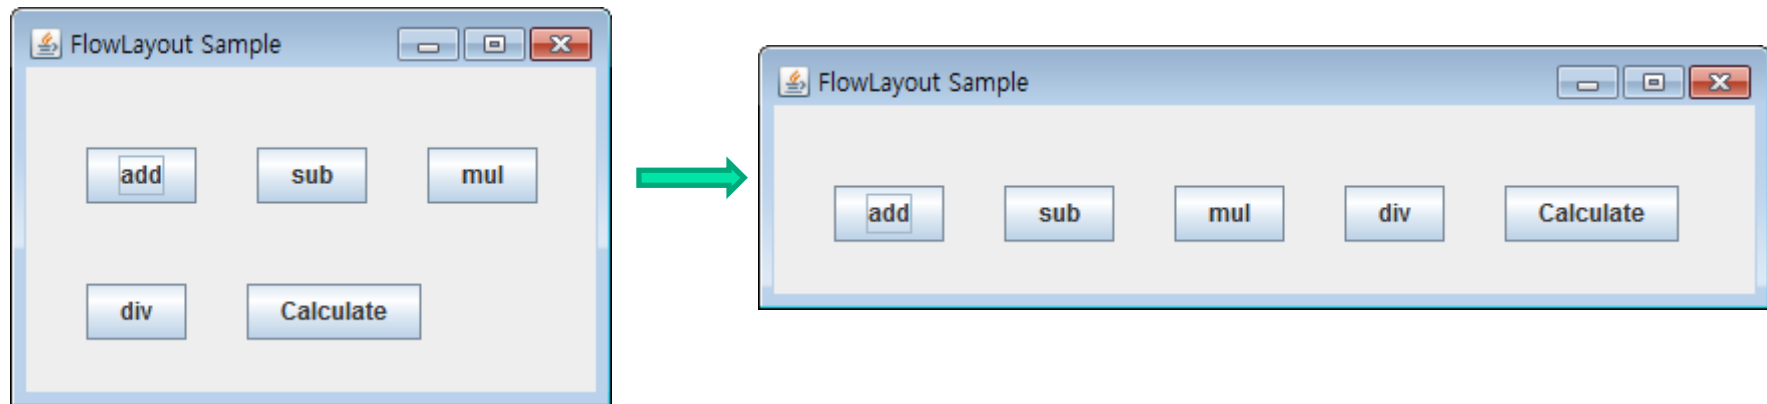 FlowLayout Sample
add sub mul
div Calculate
FlowLayout Sample
add sub mul div Calculate